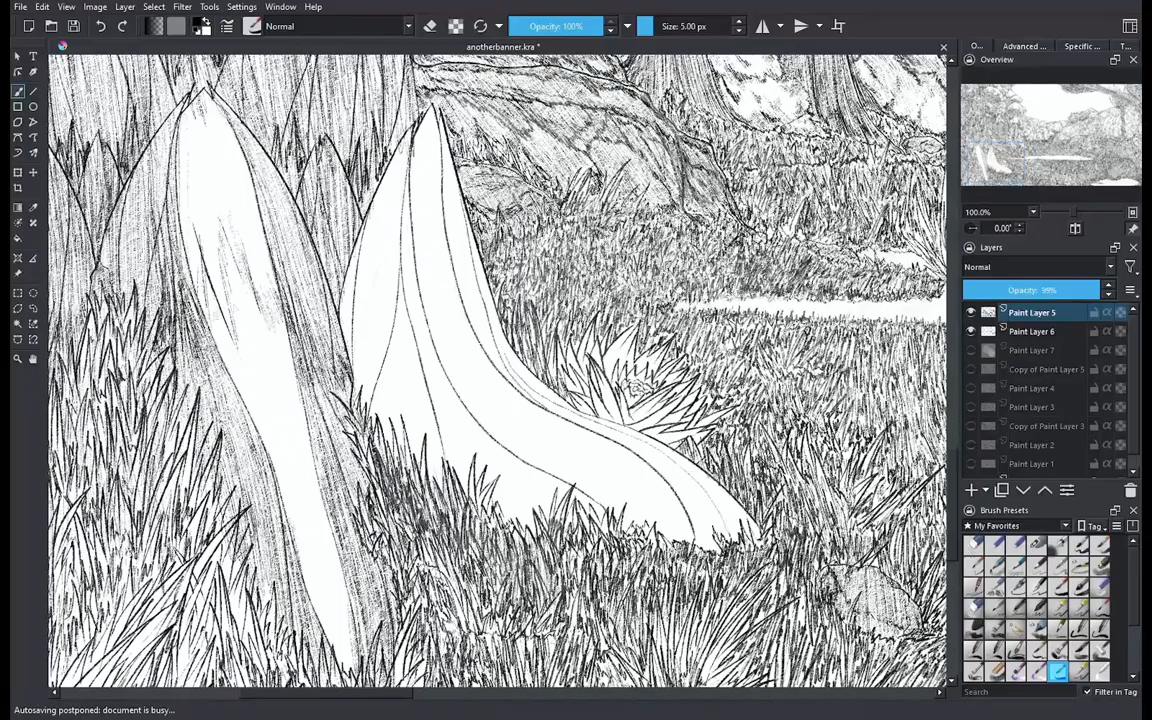 File Edit View Image Layer Select Filter Tools Settings Window Help
Normal Opacity: 100% Size: 5.00 px
anotherbanner.kra *
O... Advanced ... Specific ... T...
Overview
100.0%
0.00°
Layers
Normal
Opacity: 99%
Paint Layer 5
Paint Layer 6
Paint Layer 7
Copy of Paint Layer 5
Paint Layer 4
Paint Layer 3
Copy of Paint Layer 3
Paint Layer 2
Paint Layer 1
Brush Presets
My Favorites Tag
Search Filter in Tag
Autosaving postponed: document is busy...